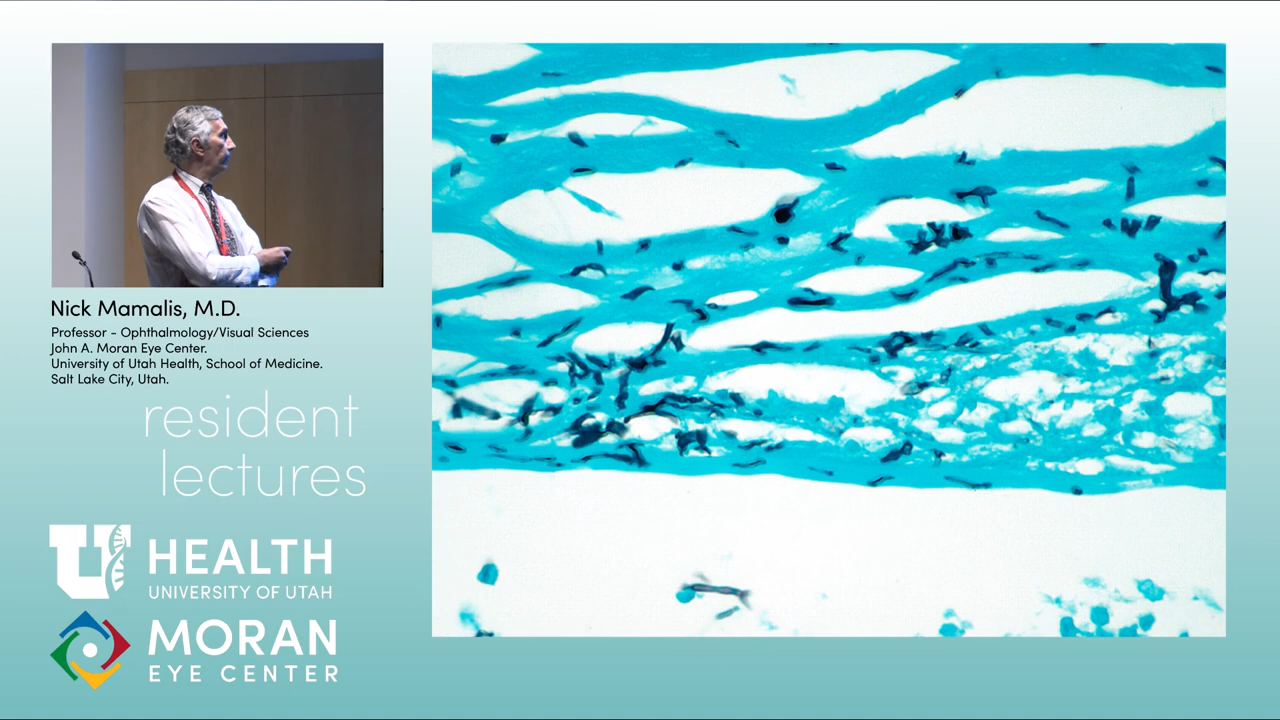 Nick Mamalis, M.D.
Professor - Ophthalmology/Visual Sciences
John A. Moran Eye Center.
University of Utah Health, School of Medicine.
Salt Lake City, Utah.
resident
lectures
U HEALTH
UNIVERSITY OF UTAH
MORAN
EYE CENTER